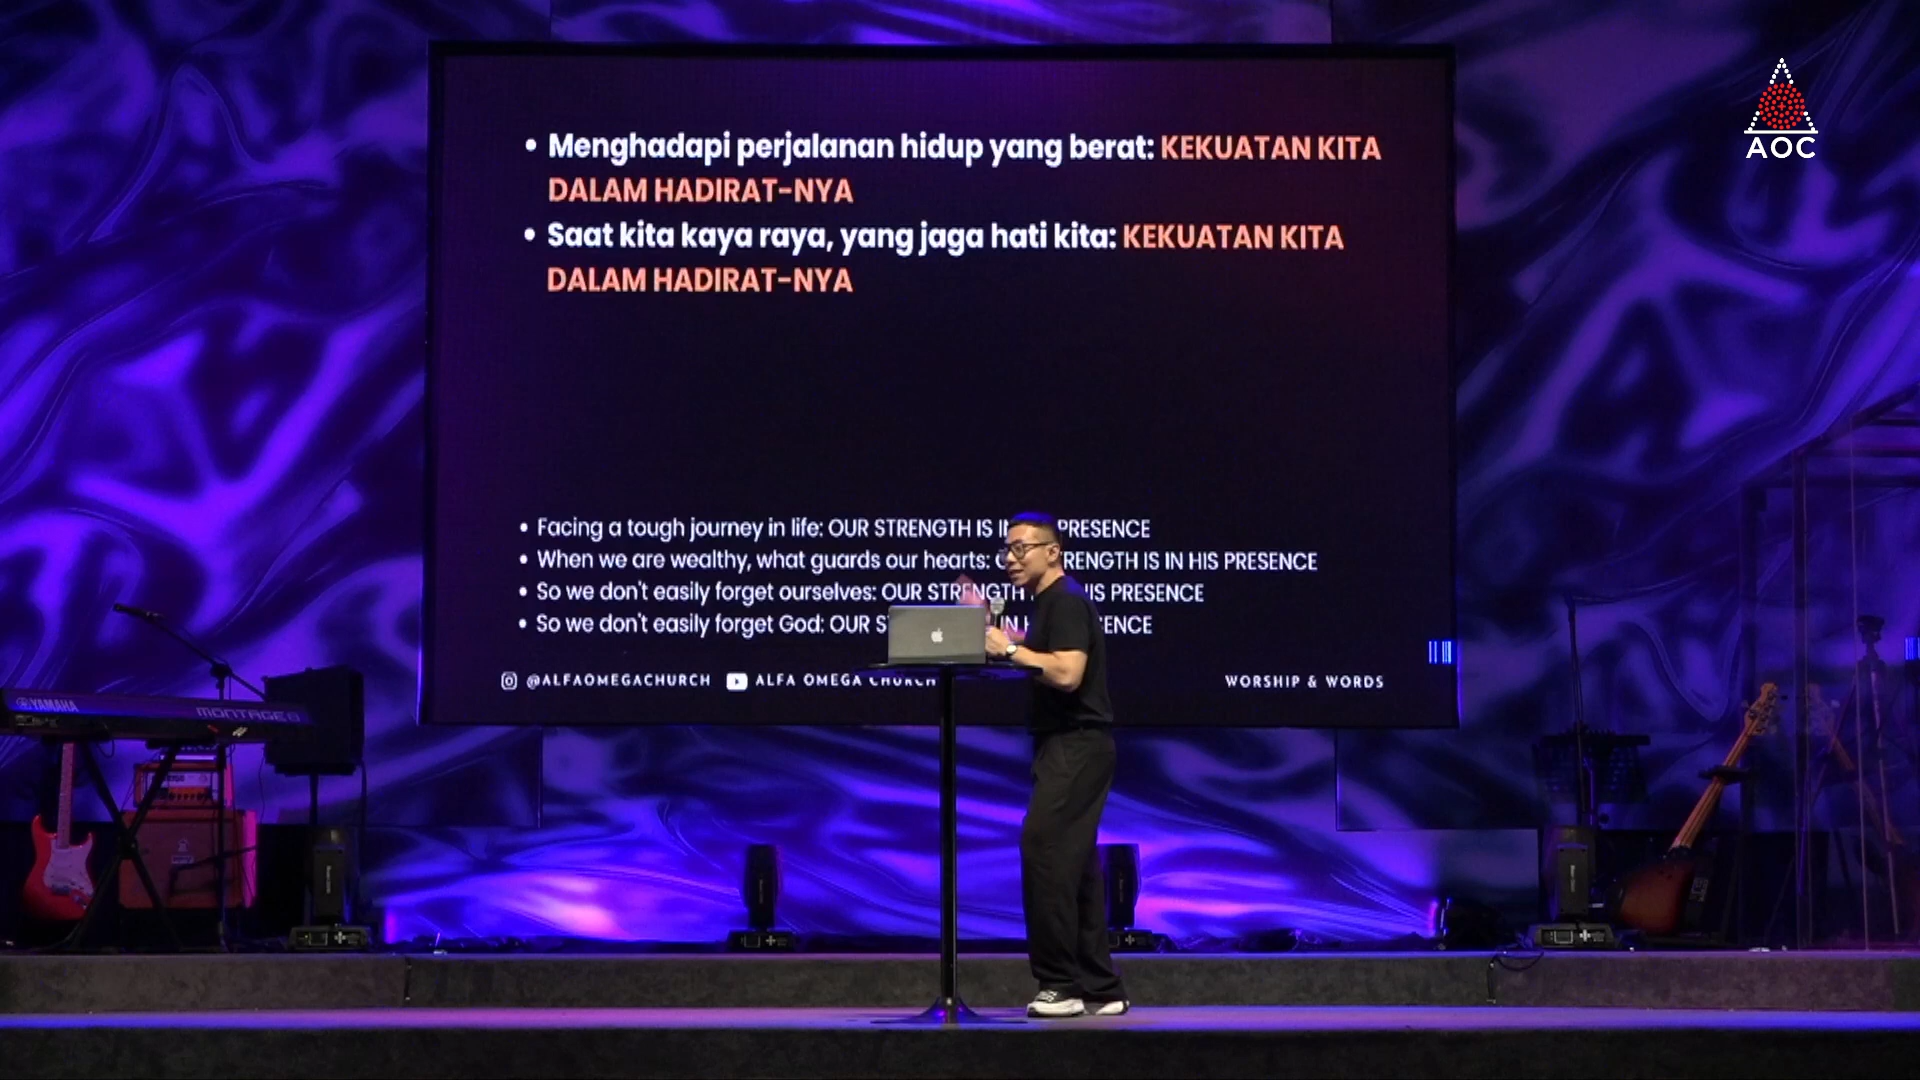 AOC
• Menghadapi perjalanan hidup yang berat: KEKUATAN KITA
DALAM HADIRAT-NYA
• Saat kita kaya raya, yang jaga hati kita: KEKUATAN KITA
DALAM HADIRAT-NYA
• Facing a tough journey in life: OUR STRENGTH IS PRESENCE
• When we are wealthy, what guards our hearts: IS IN HIS PRESENCE
• So we don't easily forget ourselves: OUR STRENGTH PRESENCE
• So we don't easily forget God: OUR
@ALFAOMEGACHURCH ALFA OMEGA CHURCH WORSHIP & WORDS
YAMAHA MONTAGE